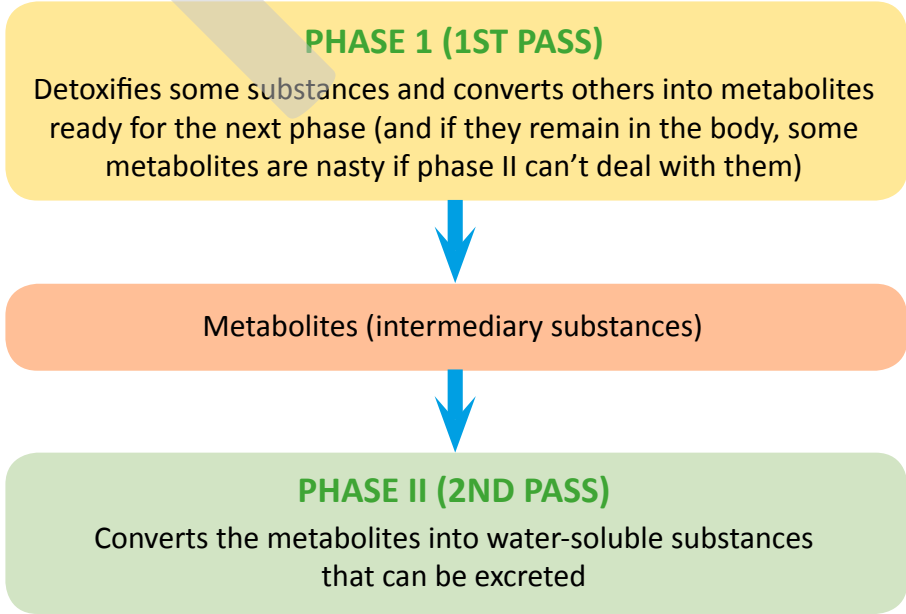 PHASE 1 (1ST PASS)
Detoxifies some substances and converts others into metabolites
ready for the next phase (and if they remain in the body, some
metabolites are nasty if phase II can’t deal with them)
Metabolites (intermediary substances)
PHASE II (2ND PASS)
Converts the metabolites into water-soluble substances
that can be excreted